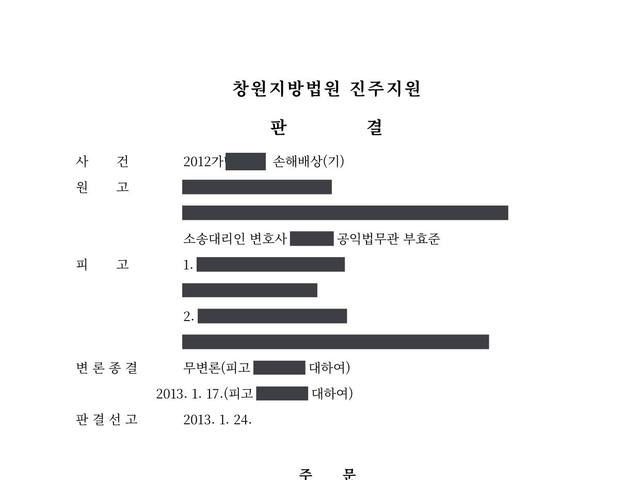 창원지방법원 진주지원
판 결
사 건 2012가 손해배상(기)
원 고
소송대리인 변호사 공익법무관 부효준
피 고 1.
2.
변 론 종 결 무변론(피고 대하여)
2013. 1. 17.(피고 대하여)
판 결 선 고 2013. 1. 24.
주 문